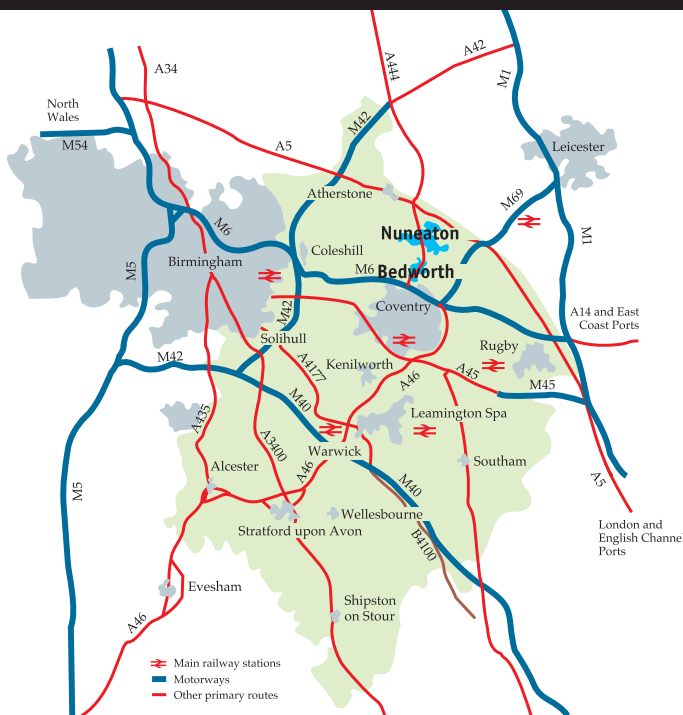 A42
A444
A34
M1
North
Wales
M54
M42
A5
Leicester
Atherstone
M69
Nuneaton
M6
Coleshill
M1
M5
Birmingham
M6
Bedworth
Coventry
M42
A14 and East
Coast Ports
Solihull
Rugby
M42
A4177
Kenilworth
A46
A45
M45
M40
Leamington Spa
A435
A3400
Warwick
Southam
Alcester
A46
M40
A5
M5
Wellesbourne
Stratford upon Avon
B4100
London and
English Channel
Ports
Evesham
Shipston
on Stour
A46
Main railway stations
Motorways
Other primary routes